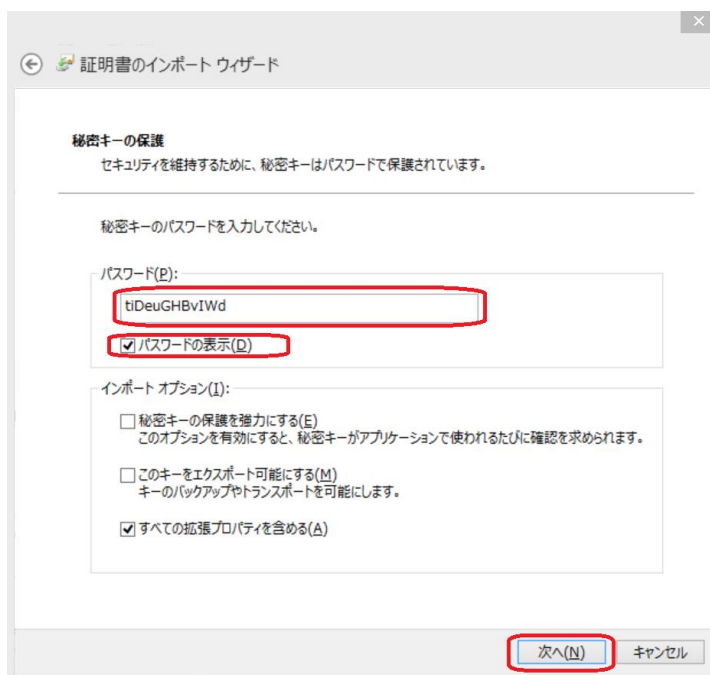 証明書のインポート ウィザード
秘密キーの保護
セキュリティを維持するために、秘密キーはパスワードで保護されています。
秘密キーのパスワードを入力してください。
パスワード(P):
tiDeuGHBvIWd
パスワードの表示(D)
インポート オプション(I):
秘密キーの保護を強力にする(E)
このオプションを有効にすると、秘密キーがアプリケーションで使われるたびに確認を求められます。
このキーをエクスポート可能にする(M)
キーのバックアップやトランスポートを可能にします。
すべての拡張プロパティを含める(A)
次へ(N) キャンセル